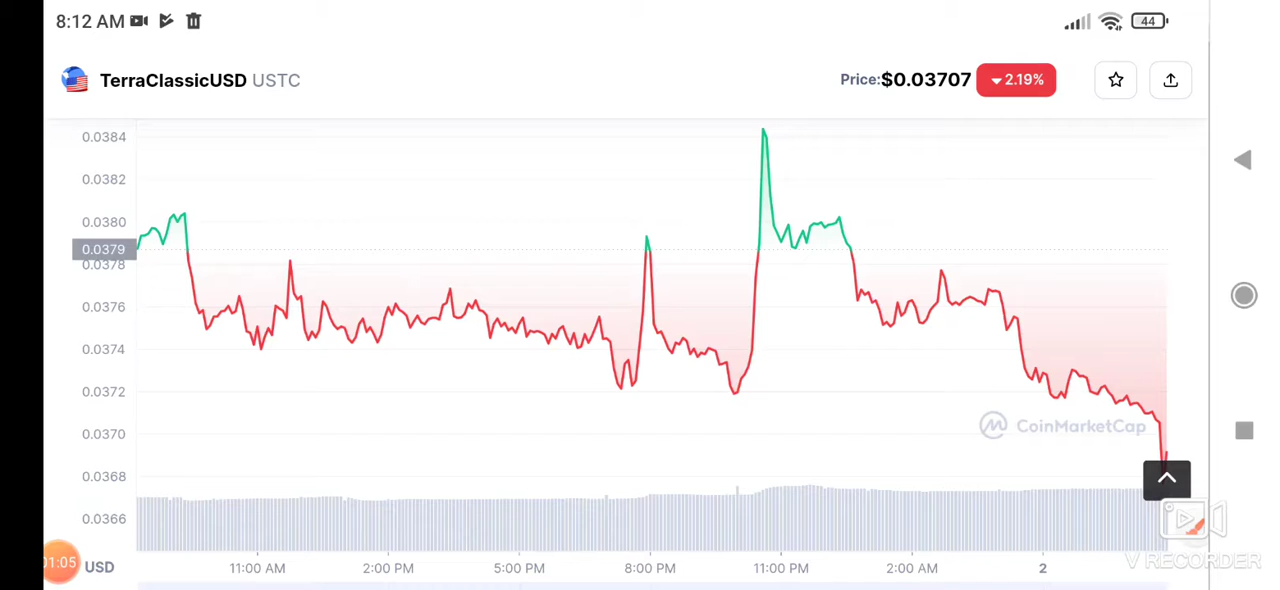 8:12 AM
44
TerraClassicUSD USTC
Price:$0.03707 2.19%
0.0384
0.0382
0.0380
0.0379
0.0378
0.0376
0.0374
0.0372
0.0370
CoinMarketCap
0.0368
0.0366
01:05
USD
11:00 AM 2:00 PM 5:00 PM 8:00 PM 11:00 PM 2:00 AM 2
V RECORDER